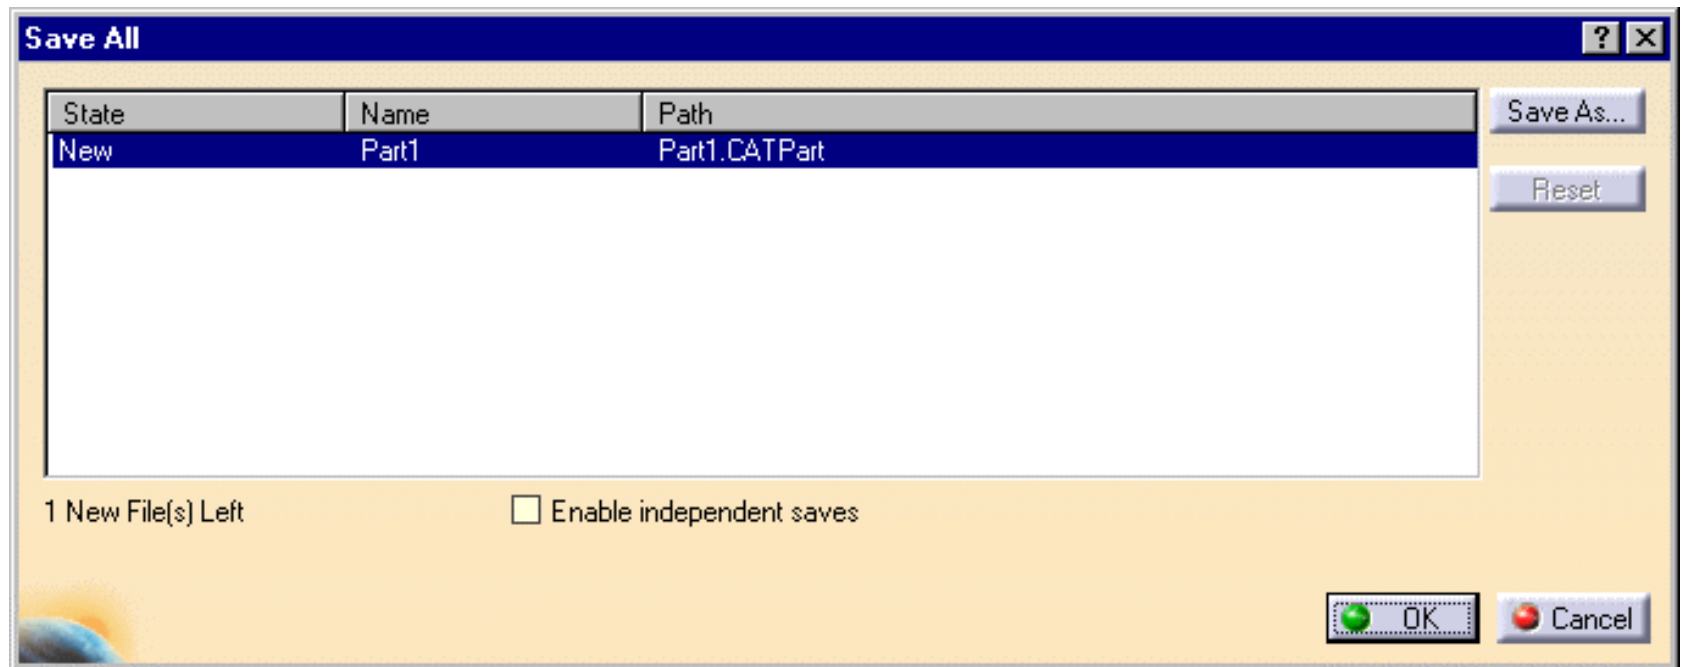 Save All
State Name Path Save As...
New Part1 Part1.CATPart
Reset
1 New File(s) Left Enable independent saves
OK Cancel